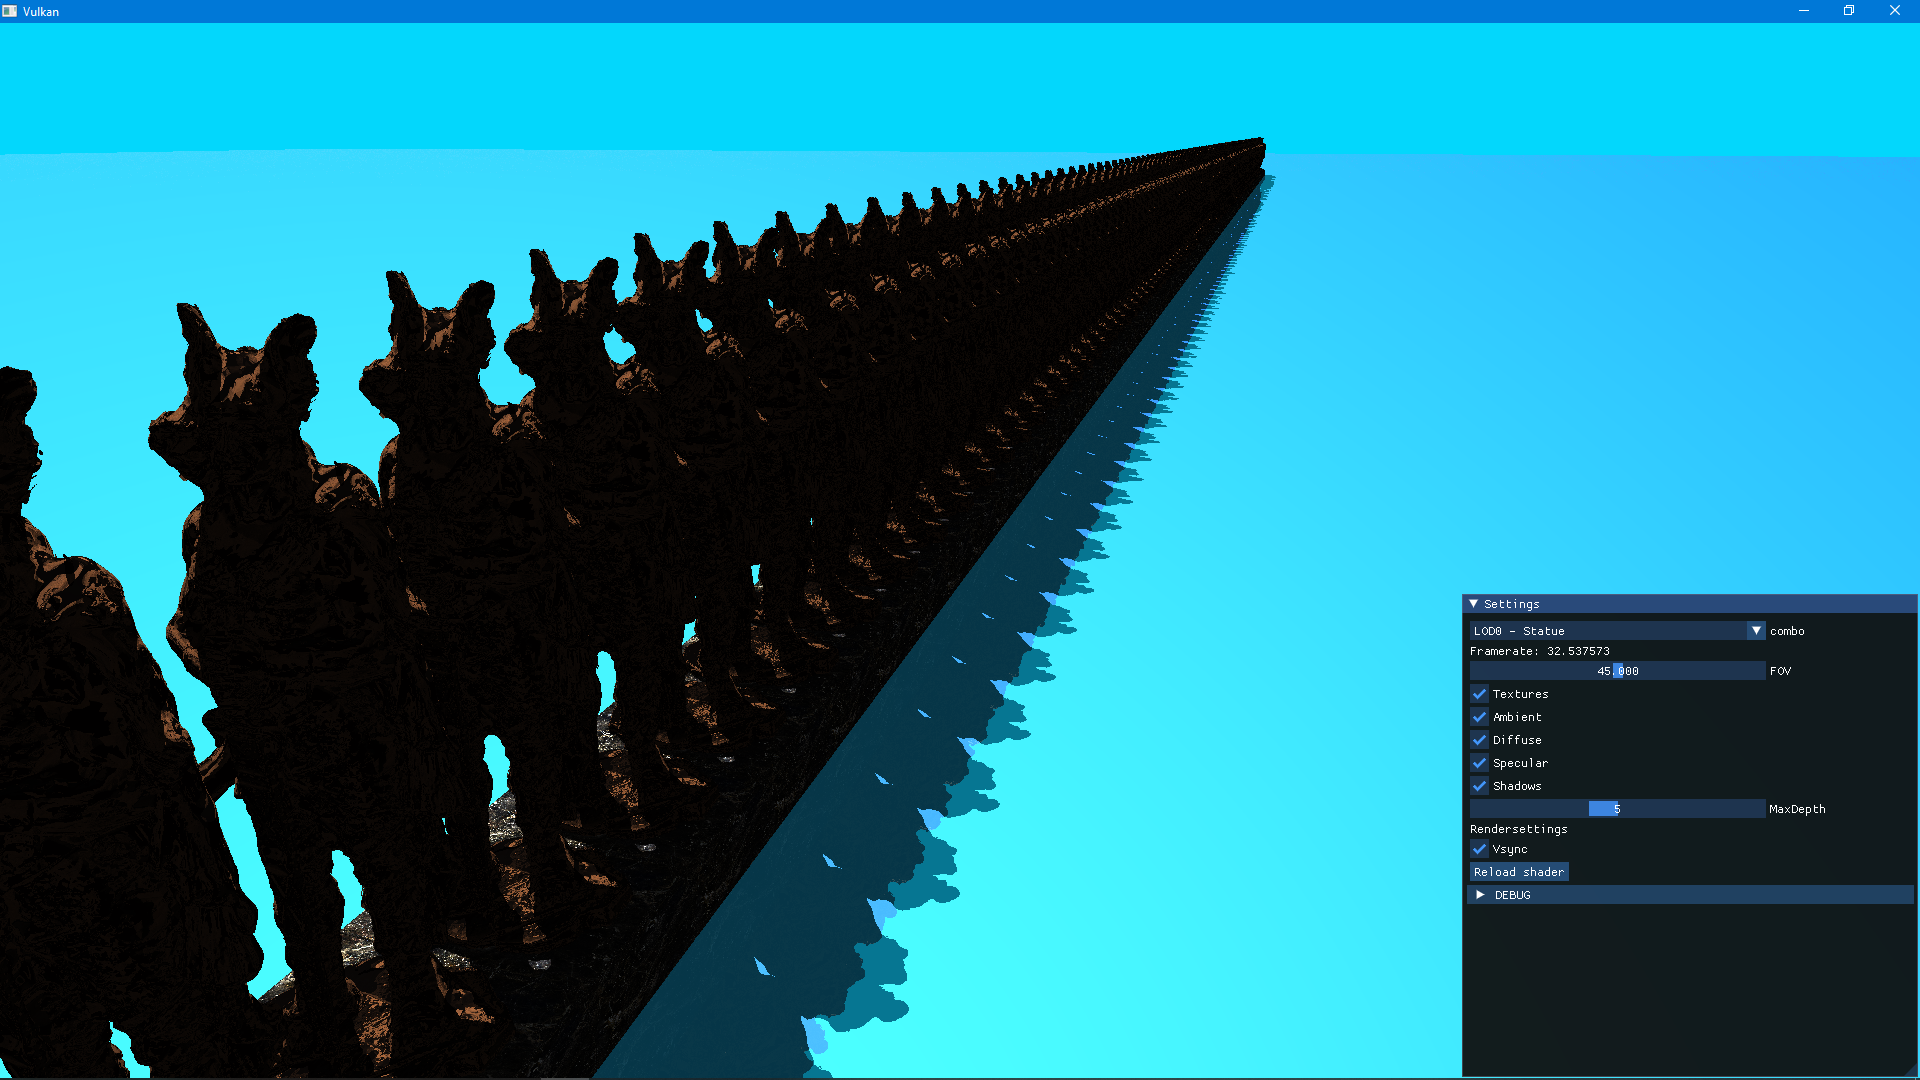 Vulkan
Settings
LOD0 - Statue combo
Framerate: 32.537573
45.000 FOV
Textures
Ambient
Diffuse
Specular
Shadows
5 MaxDepth
Rendersettings
Vsync
Reload shader
DEBUG